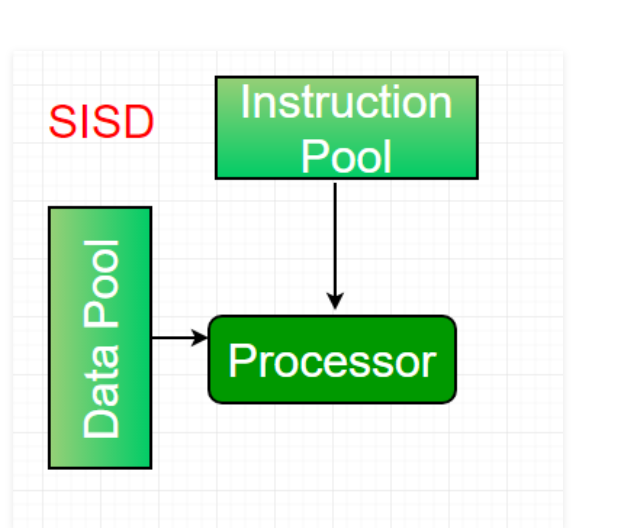 SISD
Instruction
Pool
Data Pool
Processor